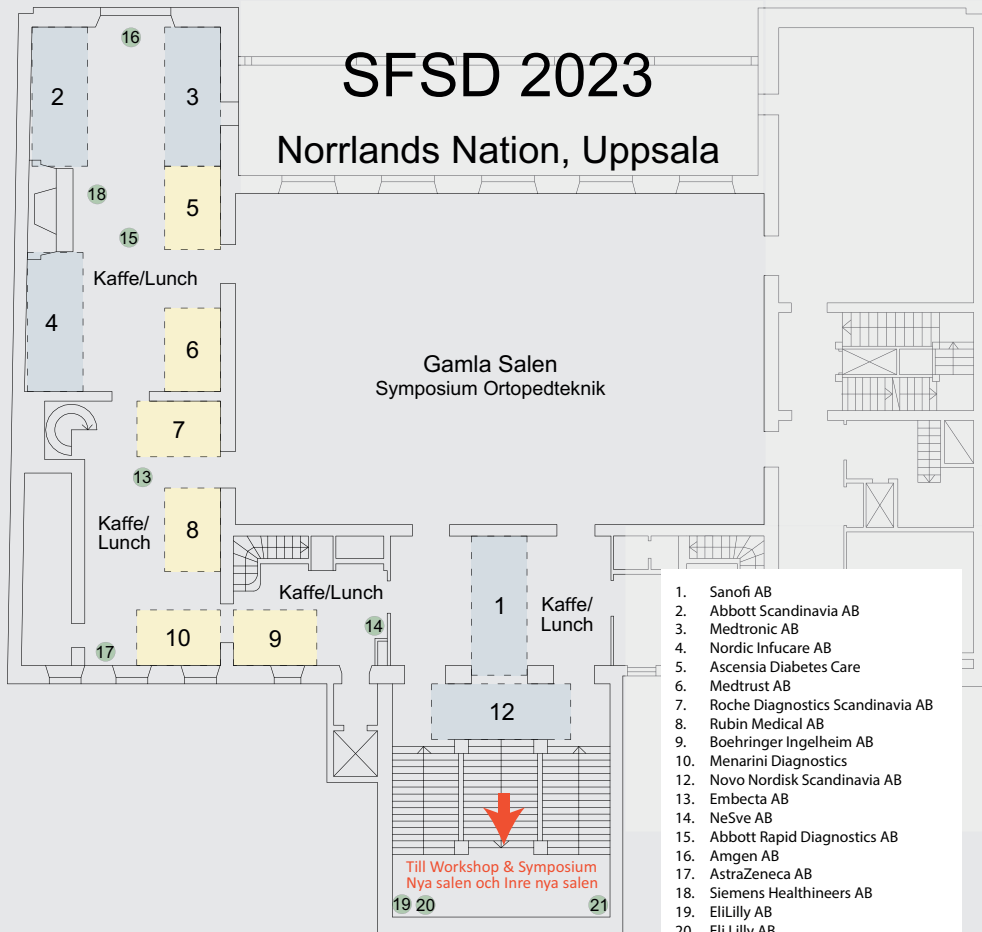 SFSD 2023
Norrlands Nation, Uppsala
16
2
3
18
5
15
Kaffe/Lunch
4
6
Gamla Salen
Symposium Ortopedteknik
7
13
8
Kaffe/
Lunch
Kaffe/Lunch
1
Kaffe/
Lunch
14
10
9
17
12
Till Workshop & Symposium
Nya salen och Inre nya salen
19
20
21
1. Sanofi AB
2. Abbott Scandinavia AB
3. Medtronic AB
4. Nordic Infucare AB
5. Ascensia Diabetes Care
6. Medtrust AB
7. Roche Diagnostics Scandinavia AB
8. Rubin Medical AB
9. Boehringer Ingelheim AB
10. Menarini Diagnostics
12. Novo Nordisk Scandinavia AB
13. Embecta AB
14. NeSve AB
15. Abbott Rapid Diagnostics AB
16. Amgen AB
17. AstraZeneca AB
18. Siemens Healthineers AB
19. EliLilly AB
20. Eli Lilly AB